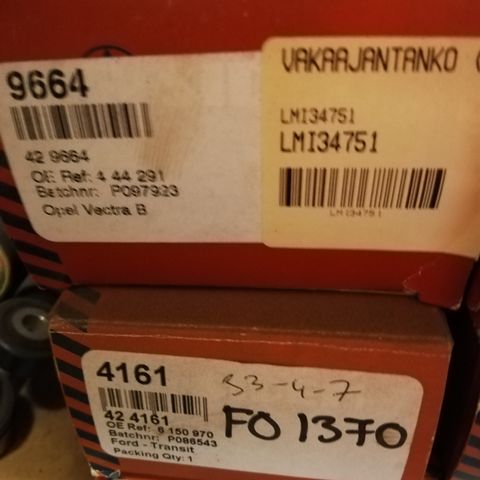 9664
42 9664
OE Ref: 4 44 291
Batchnr: P097923
Opel Vectra B
VAKAAJANTANKO
LMI34751
LMI34751
LMI34751
4161
42 4161
OE Ref: 6 150 970
Batchnr: P086543
Ford - Transit
Packing Qty: 1
33-4-7
FO 1370